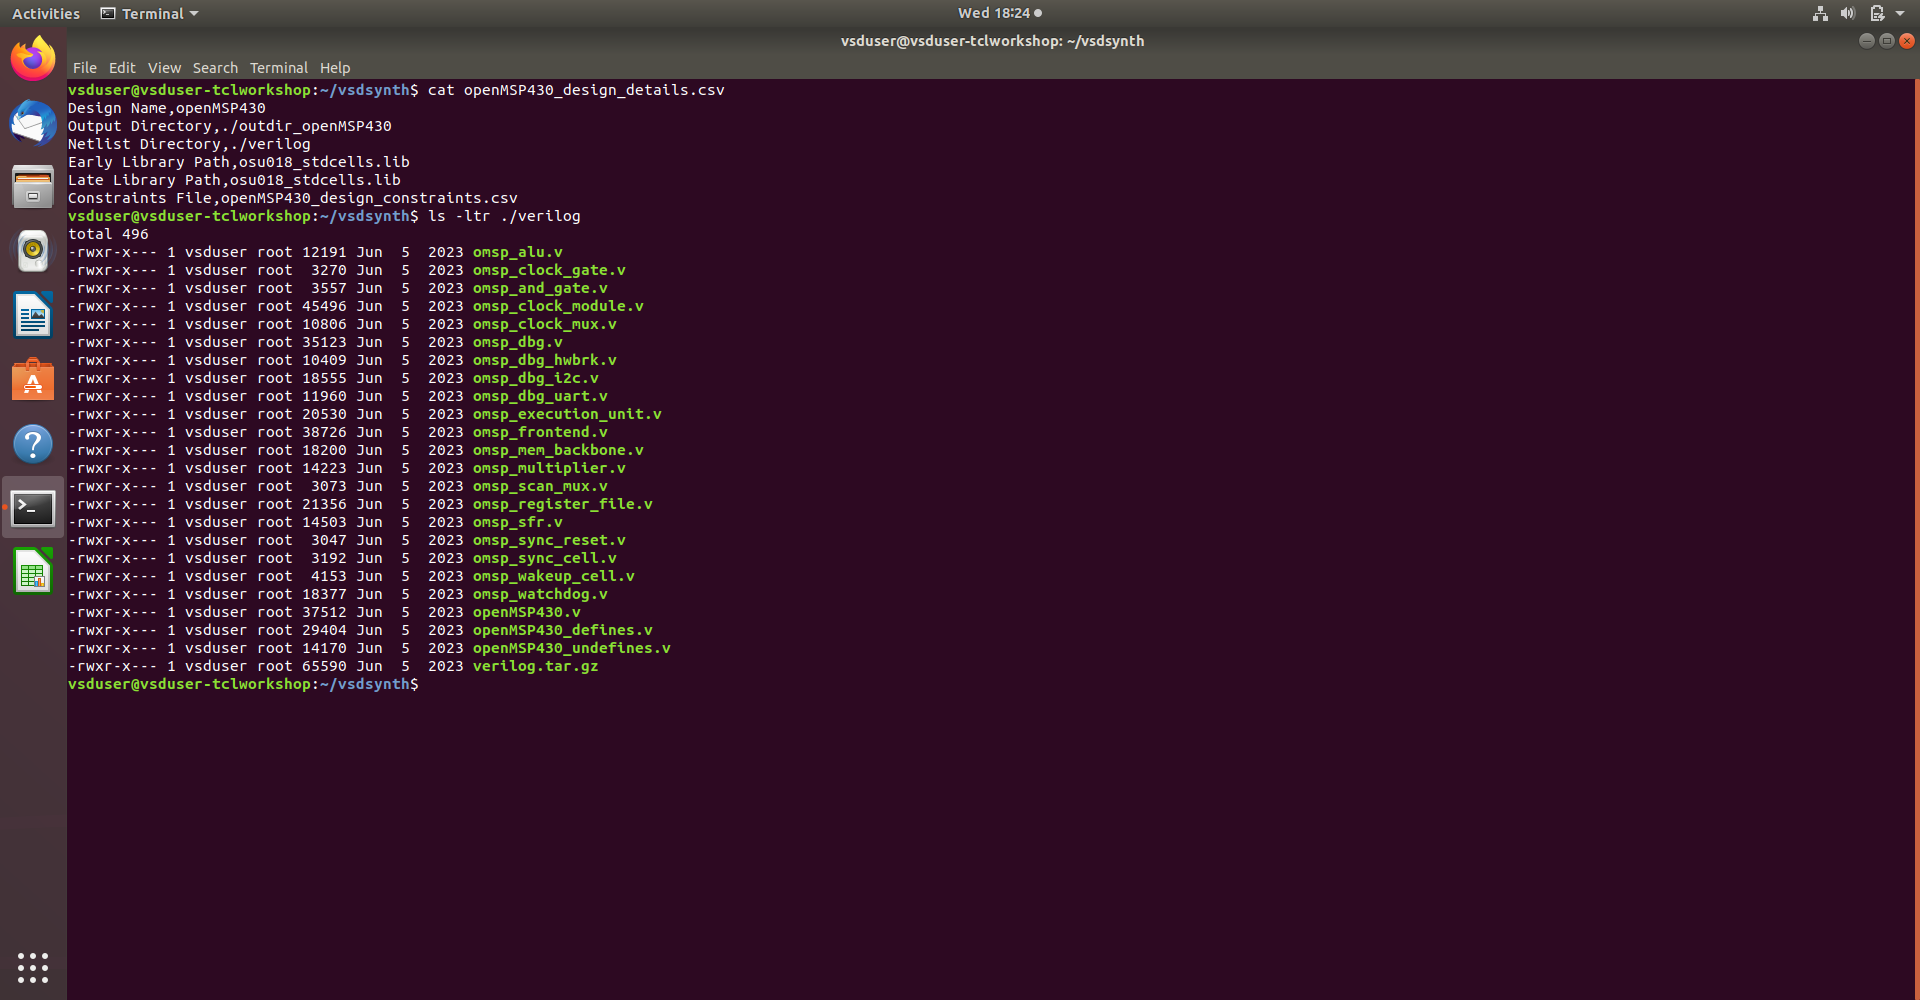 Activities Terminal Wed 18:24
vsduser@vsduser-tclworkshop: ~/vsdsynth
File Edit View Search Terminal Help
vsduser@vsduser-tclworkshop:~/vsdsynth$ cat openMSP430_design_details.csv
Design Name,openMSP430
Output Directory,./outdir_openMSP430
Netlist Directory,./verilog
Early Library Path,osu018_stdcells.lib
Late Library Path,osu018_stdcells.lib
Constraints File,openMSP430_design_constraints.csv
vsduser@vsduser-tclworkshop:~/vsdsynth$ ls -ltr ./verilog
total 496
-rwxr-x--- 1 vsduser root 12191 Jun  5  2023 omsp_alu.v
-rwxr-x--- 1 vsduser root  3270 Jun  5  2023 omsp_clock_gate.v
-rwxr-x--- 1 vsduser root  3557 Jun  5  2023 omsp_and_gate.v
-rwxr-x--- 1 vsduser root 45496 Jun  5  2023 omsp_clock_module.v
-rwxr-x--- 1 vsduser root 10806 Jun  5  2023 omsp_clock_mux.v
-rwxr-x--- 1 vsduser root 35123 Jun  5  2023 omsp_dbg.v
-rwxr-x--- 1 vsduser root 10409 Jun  5  2023 omsp_dbg_hwbrk.v
-rwxr-x--- 1 vsduser root 18555 Jun  5  2023 omsp_dbg_i2c.v
-rwxr-x--- 1 vsduser root 11960 Jun  5  2023 omsp_dbg_uart.v
-rwxr-x--- 1 vsduser root 20530 Jun  5  2023 omsp_execution_unit.v
-rwxr-x--- 1 vsduser root 38726 Jun  5  2023 omsp_frontend.v
-rwxr-x--- 1 vsduser root 18200 Jun  5  2023 omsp_mem_backbone.v
-rwxr-x--- 1 vsduser root 14223 Jun  5  2023 omsp_multiplier.v
-rwxr-x--- 1 vsduser root  3073 Jun  5  2023 omsp_scan_mux.v
-rwxr-x--- 1 vsduser root 21356 Jun  5  2023 omsp_register_file.v
-rwxr-x--- 1 vsduser root 14503 Jun  5  2023 omsp_sfr.v
-rwxr-x--- 1 vsduser root  3047 Jun  5  2023 omsp_sync_reset.v
-rwxr-x--- 1 vsduser root  3192 Jun  5  2023 omsp_sync_cell.v
-rwxr-x--- 1 vsduser root  4153 Jun  5  2023 omsp_wakeup_cell.v
-rwxr-x--- 1 vsduser root 18377 Jun  5  2023 omsp_watchdog.v
-rwxr-x--- 1 vsduser root 37512 Jun  5  2023 openMSP430.v
-rwxr-x--- 1 vsduser root 29404 Jun  5  2023 openMSP430_defines.v
-rwxr-x--- 1 vsduser root 14170 Jun  5  2023 openMSP430_undefines.v
-rwxr-x--- 1 vsduser root 65590 Jun  5  2023 verilog.tar.gz
vsduser@vsduser-tclworkshop:~/vsdsynth$